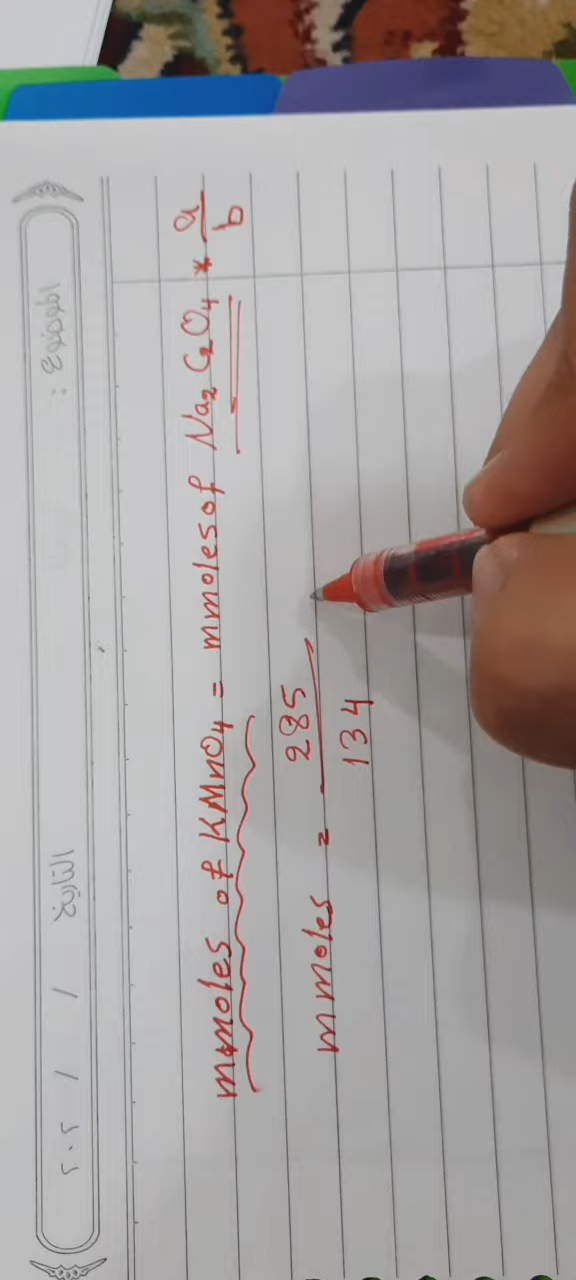 الموضوع :
التاريخ / / ٢٠٢
mmoles of KMnO₄ = mmoles of Na₂C₂O₄ * a/b
mmoles = 285/134